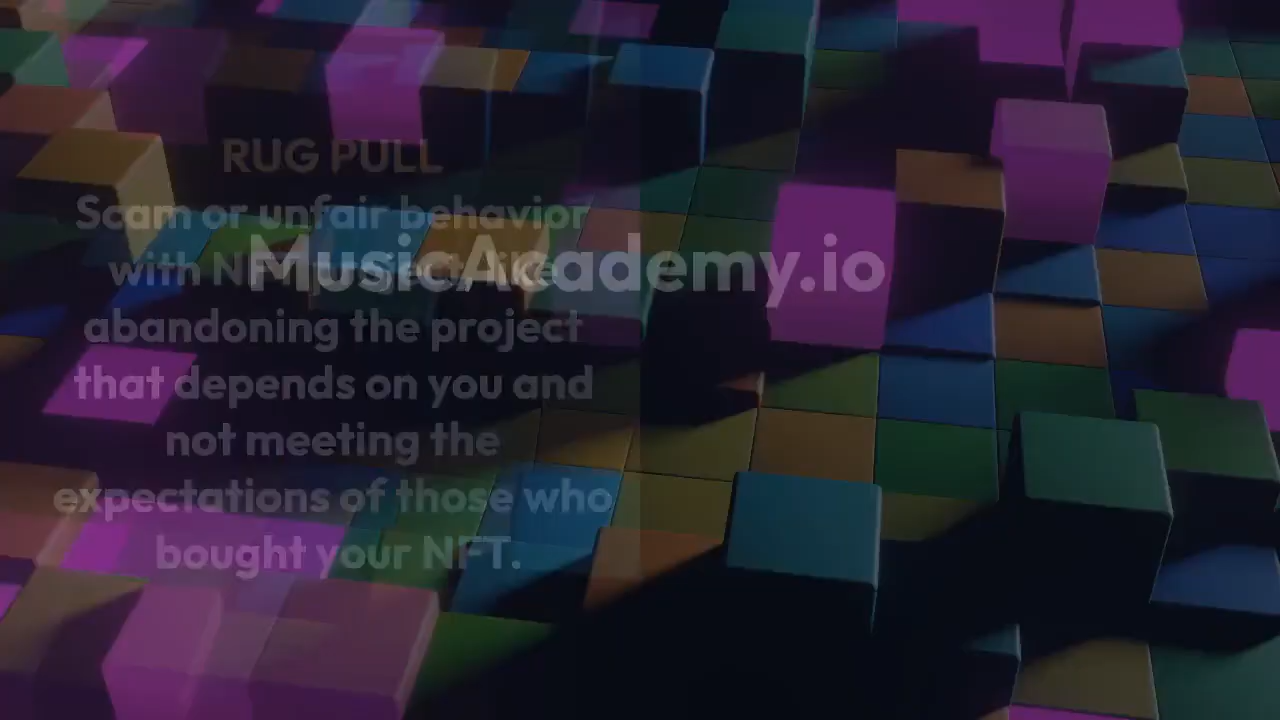 RUG PULL
Scam or unfair behavior
MusicAcademy.io
with like
abandoning the project
that depends on you and
not meeting the
expectations of those who
bought your NFT.